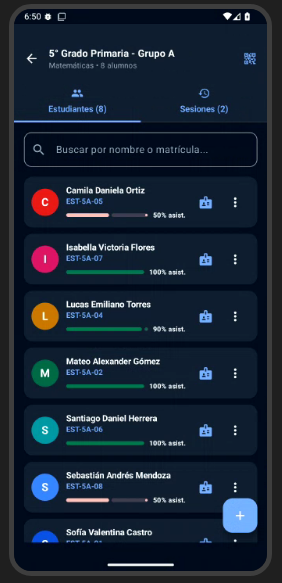 6:50
5° Grado Primaria - Grupo A
Matemáticas • 8 alumnos
Estudiantes (8)
Sesiones (2)
Buscar por nombre o matrícula...
C
Camila Daniela Ortiz
EST-5A-05
50% asist.
I
Isabella Victoria Flores
EST-5A-07
100% asist.
L
Lucas Emiliano Torres
EST-5A-04
90% asist.
M
Mateo Alexander Gómez
EST-5A-02
100% asist.
S
Santiago Daniel Herrera
EST-5A-06
100% asist.
S
Sebastián Andrés Mendoza
EST-5A-08
50% asist.
+
S
Sofía Valentina Castro